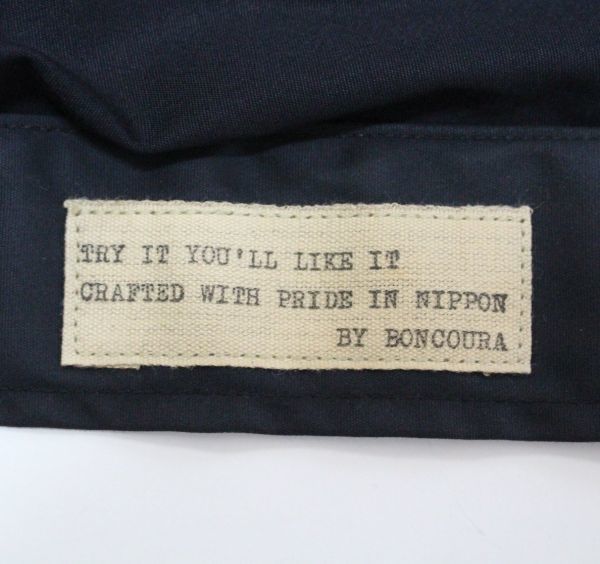 TRY IT YOU'LL LIKE IT
CRAFTED WITH PRIDE IN NIPPON
BY BONCOURA